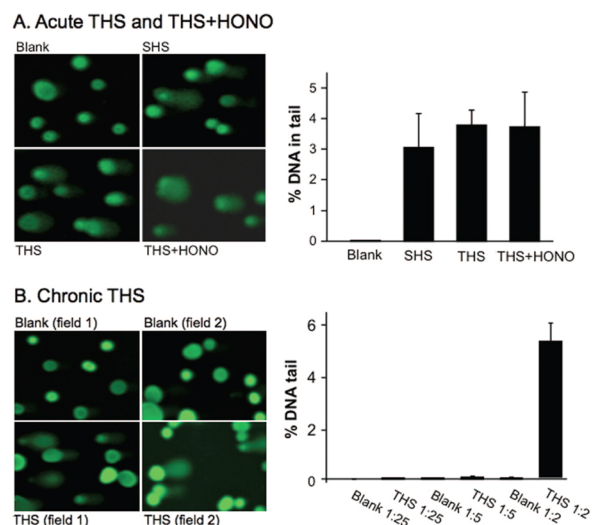 A. Acute THS and THS+HONO
Blank
SHS
THS
THS+HONO
% DNA in tail
5
4
3
2
1
0
Blank
SHS
THS
THS+HONO
B. Chronic THS
Blank (field 1)
Blank (field 2)
THS (field 1)
THS (field 2)
% DNA tail
6
4
2
0
Blank 1:25
THS 1:25
Blank 1:5
THS 1:5
Blank 1:2
THS 1:2